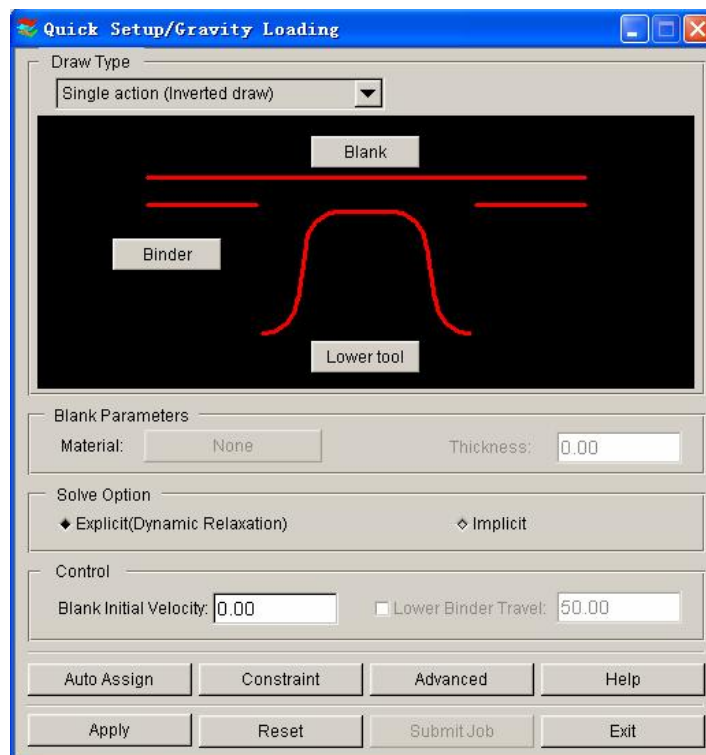 Quick Setup/Gravity Loading
Draw Type
Single action (Inverted draw)
Blank
Binder
Lower tool
Blank Parameters
Material: None Thickness: 0.00
Solve Option
Explicit(Dynamic Relaxation) Implicit
Control
Blank Initial Velocity: 0.00 Lower Binder Travel: 50.00
Auto Assign Constraint Advanced Help
Apply Reset Submit Job Exit